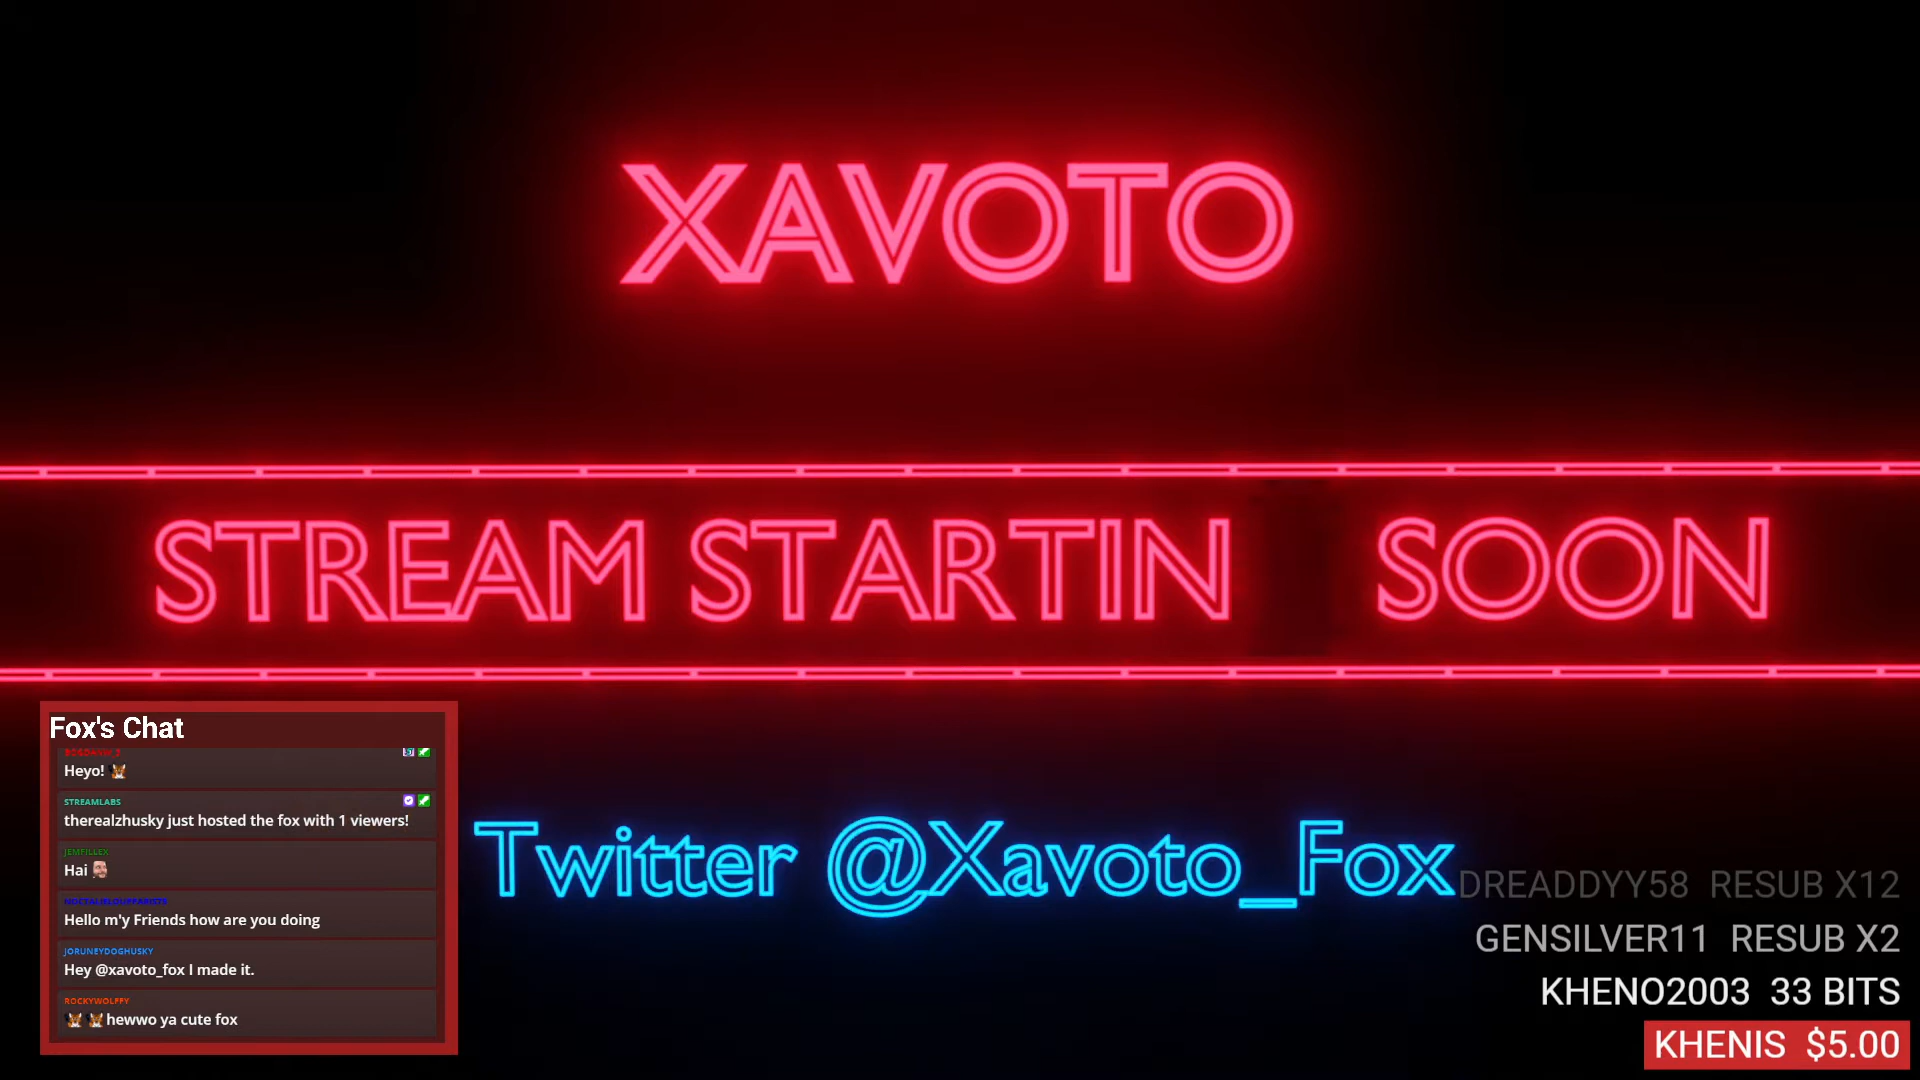 XAVOTO
STREAM STARTIN SOON
Fox's Chat
Heyo!
STREAMLABS
therealzhusky just hosted the fox with 1 viewers!
JEMFILLEX
Hai
Hello m'y Friends how are you doing
JORUNEYDOGHUSKY
Hey @xavoto_fox I made it.
ROCKYWOLFFY
hewwo ya cute fox
Twitter @Xavoto_Fox
DREADDYY58 RESUB X12
GENSILVER11 RESUB X2
KHENO2003 33 BITS
KHENIS $5.00